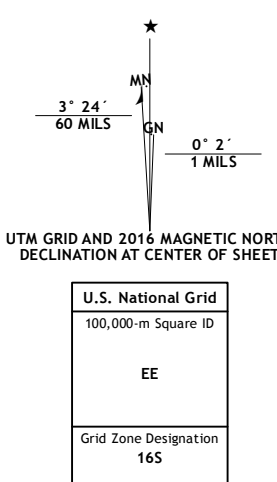 ★
MN
3° 24´
60 MILS
GN
0° 2´
1 MILS
UTM GRID AND 2016 MAGNETIC NORT
DECLINATION AT CENTER OF SHEET
U.S. National Grid
100,000-m Square ID
EE
Grid Zone Designation
16S